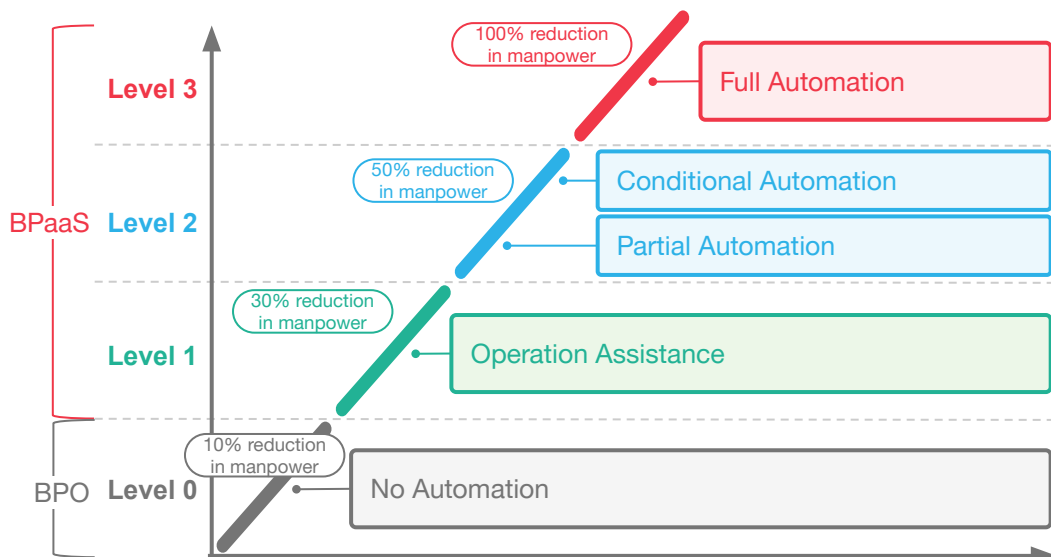 100% reduction
in manpower
Level 3
Full Automation
50% reduction
in manpower
Conditional Automation
BPaaS
Level 2
Partial Automation
30% reduction
in manpower
Level 1
Operation Assistance
10% reduction
in manpower
BPO
Level 0
No Automation